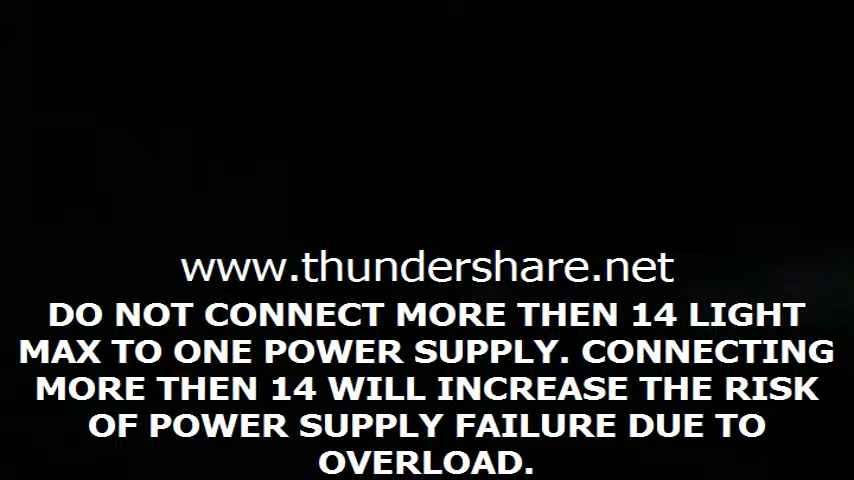 www.thundershare.net
DO NOT CONNECT MORE THEN 14 LIGHT
MAX TO ONE POWER SUPPLY. CONNECTING
MORE THEN 14 WILL INCREASE THE RISK
OF POWER SUPPLY FAILURE DUE TO
OVERLOAD.